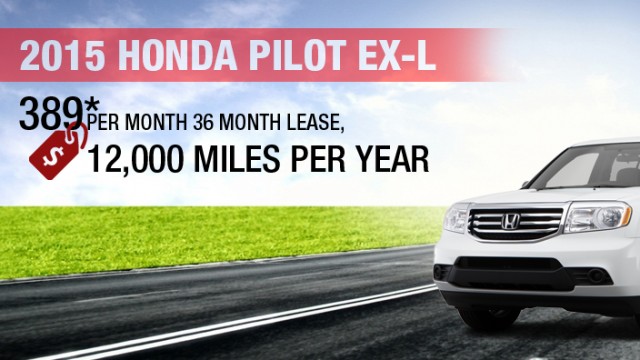 2015 HONDA PILOT EX-L
389* PER MONTH 36 MONTH LEASE,
$
12,000 MILES PER YEAR